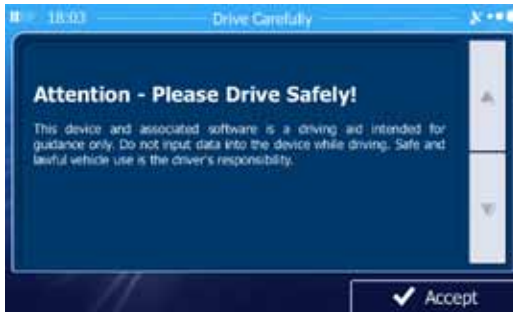 18:03 Drive Carefully
Attention - Please Drive Safely!
This device and associated software is a driving aid intended for
guidance only. Do not input data into the device while driving. Safe and
lawful vehicle use is the driver's responsibility.
Accept